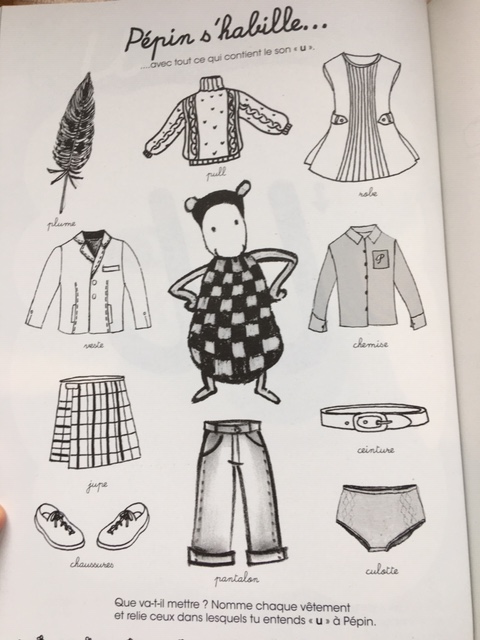 Pépin s'habille...
...avec tout ce qui contient le son « u ».
plume
pull
robe
veste
P
chemise
jupe
ceinture
chaussures
pantalon
culotte
Que va-t-il mettre ? Nomme chaque vêtement
et relie ceux dans lesquels tu entends « u » à Pépin.